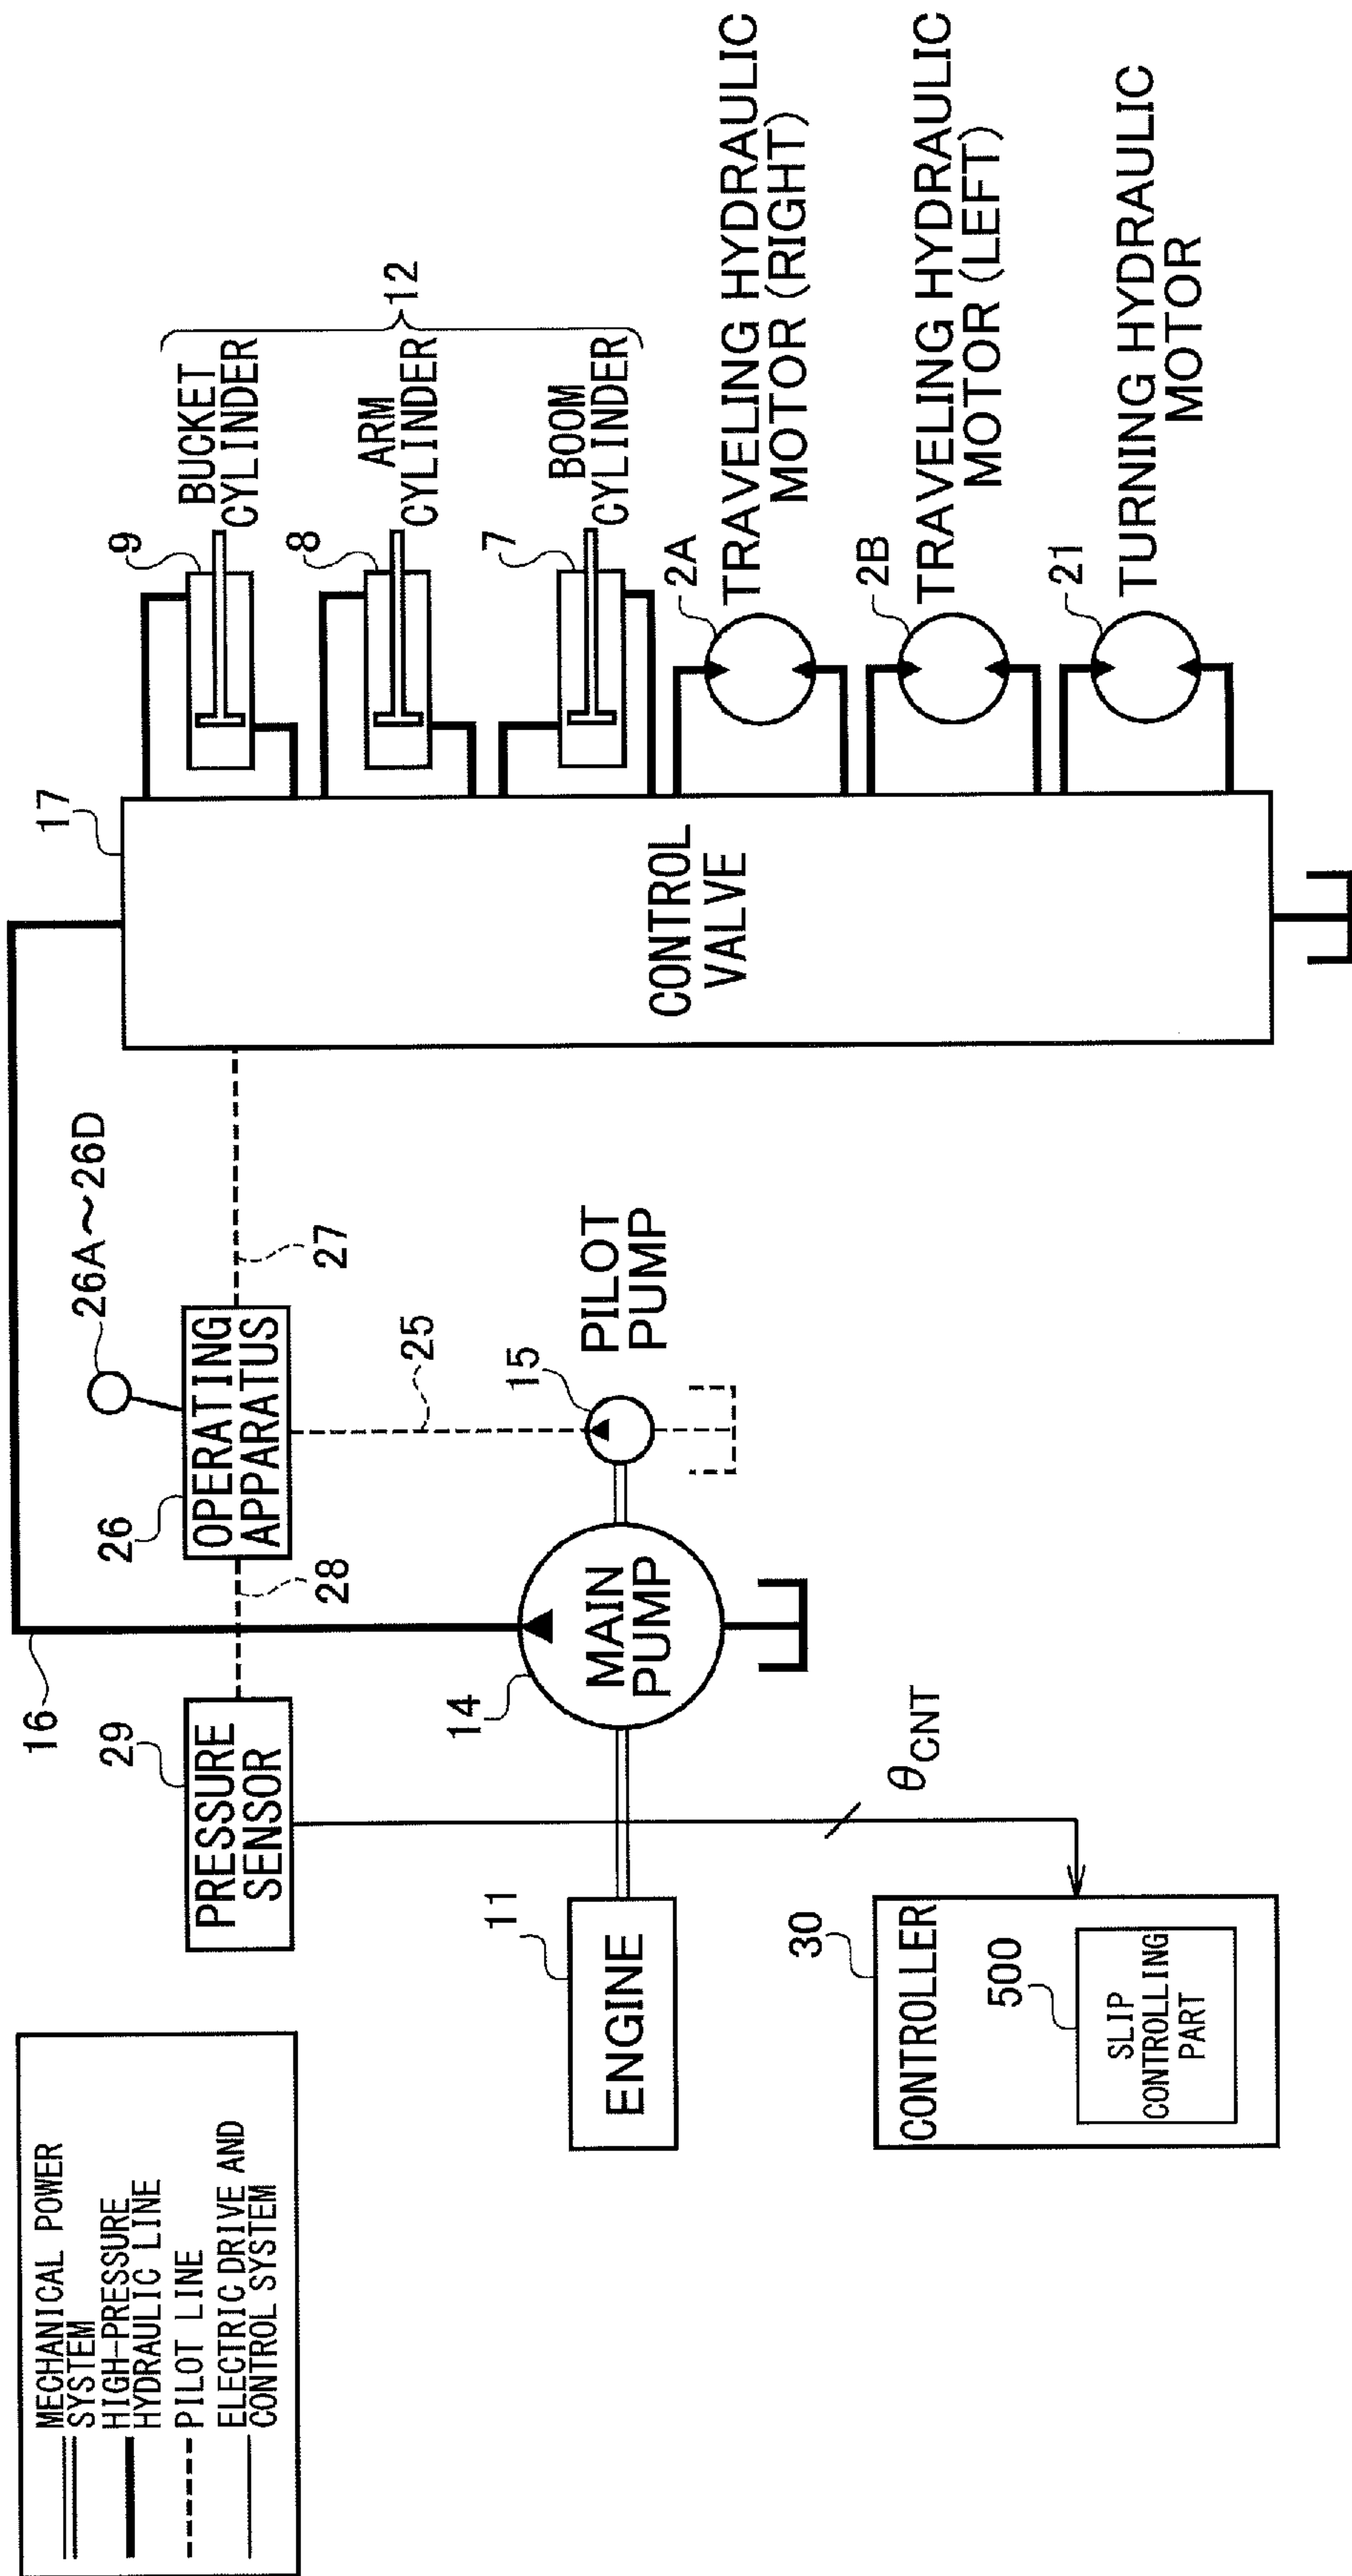 MECHANICAL POWER
SYSTEM
HIGH-PRESSURE
HYDRAULIC LINE
PILOT LINE
ELECTRIC DRIVE AND
CONTROL SYSTEM
16
29
PRESSURE
SENSOR
28
26
OPERATING
APPARATUS
26A~26D
27
25
11
ENGINE
14
MAIN
PUMP
15
PILOT
PUMP
θCNT
30
CONTROLLER
500
SLIP
CONTROLLING
PART
17
CONTROL
VALVE
9
BUCKET
CYLINDER
8
ARM
CYLINDER
12
7
BOOM
CYLINDER
2A
TRAVELING HYDRAULIC
MOTOR (RIGHT)
2B
TRAVELING HYDRAULIC
MOTOR (LEFT)
21
TURNING HYDRAULIC
MOTOR